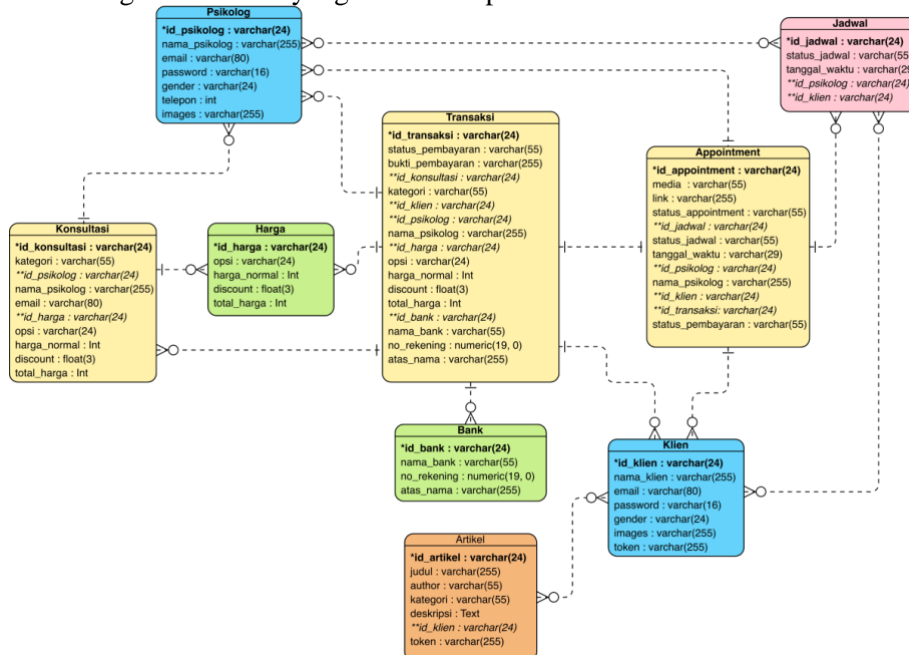 Psikolog
*id_psikolog : varchar(24)
nama_psikolog : varchar(255)
email : varchar(80)
password : varchar(16)
gender : varchar(24)
telepon : int
images : varchar(255)
Jadwal
*id_jadwal : varchar(24)
status_jadwal : varchar(55)
tanggal_waktu : varchar(29)
**id_psikolog : varchar(24)
**id_klien : varchar(24)
Transaksi
*id_transaksi : varchar(24)
status_pembayaran : varchar(55)
bukti_pembayaran : varchar(255)
**id_konsultasi : varchar(24)
kategori : varchar(55)
**id_klien : varchar(24)
**id_psikolog : varchar(24)
nama_psikolog : varchar(255)
**id_harga : varchar(24)
opsi : varchar(24)
harga_normal : Int
discount : float(3)
total_harga : Int
**id_bank : varchar(24)
nama_bank : varchar(55)
no_rekening : numeric(19, 0)
atas_nama : varchar(255)
Appointment
*id_appointment : varchar(24)
media : varchar(55)
link : varchar(255)
status_appointment : varchar(55)
**id_jadwal : varchar(24)
status_jadwal : varchar(55)
tanggal_waktu : varchar(29)
**id_psikolog : varchar(24)
nama_psikolog : varchar(255)
**id_klien : varchar(24)
**id_transaksi: varchar(24)
status_pembayaran : varchar(55)
Konsultasi
*id_konsultasi : varchar(24)
kategori : varchar(55)
**id_psikolog : varchar(24)
nama_psikolog : varchar(255)
email : varchar(80)
**id_harga : varchar(24)
opsi : varchar(24)
harga_normal : Int
discount : float(3)
total_harga : Int
Harga
*id_harga : varchar(24)
opsi : varchar(24)
harga_normal : Int
discount : float(3)
total_harga : Int
Bank
*id_bank : varchar(24)
nama_bank : varchar(55)
no_rekening : numeric(19, 0)
atas_nama : varchar(255)
Klien
*id_klien : varchar(24)
nama_klien : varchar(255)
email : varchar(80)
password : varchar(16)
gender : varchar(24)
images : varchar(255)
token : varchar(255)
Artikel
*id_artikel : varchar(24)
judul : varchar(255)
author : varchar(55)
kategori : varchar(55)
deskripsi : Text
**id_klien : varchar(24)
token : varchar(255)